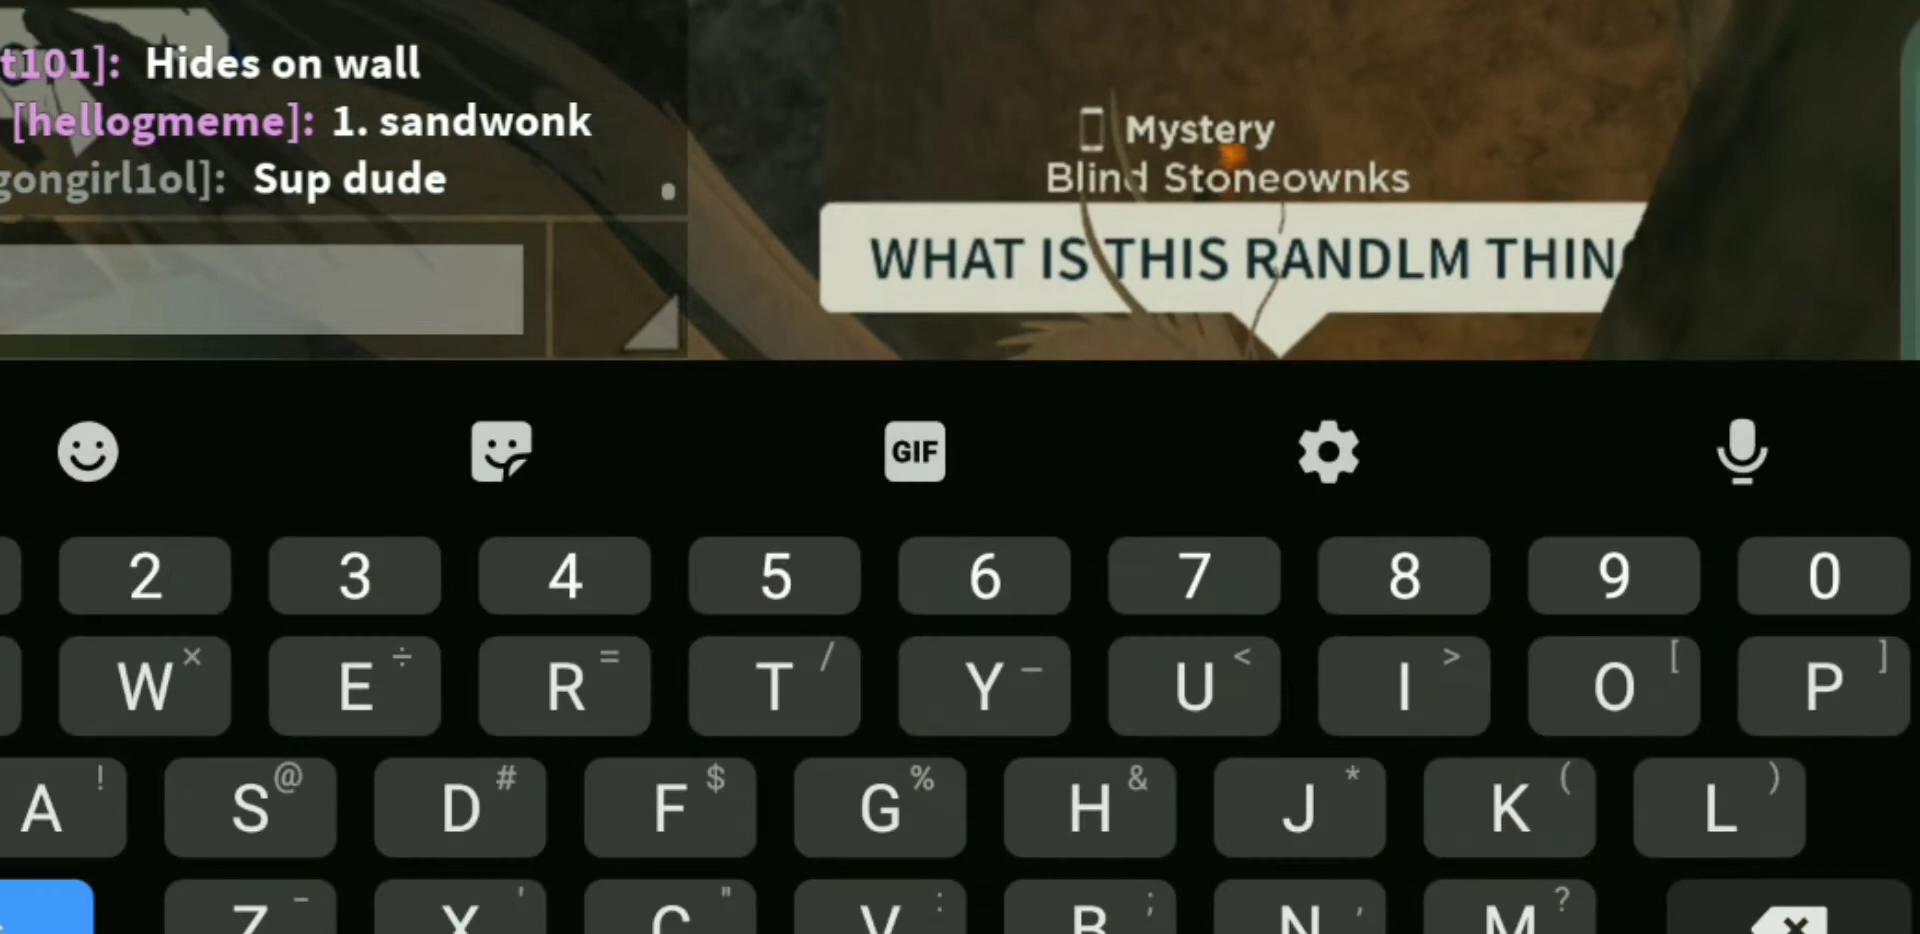 t101]: Hides on wall
[hellogmeme]: 1. sandwonk
gongirl1ol]: Sup dude
Mystery
Blind Stoneownks
WHAT IS THIS RANDLM THING
GIF
2 3 4 5 6 7 8 9 0
W × E ÷ R = T / Y – U < I > O [ P ]
A ! S @ D # F $ G % H & J * K ( L )
Z - X ' C " V : B ; N , M ?